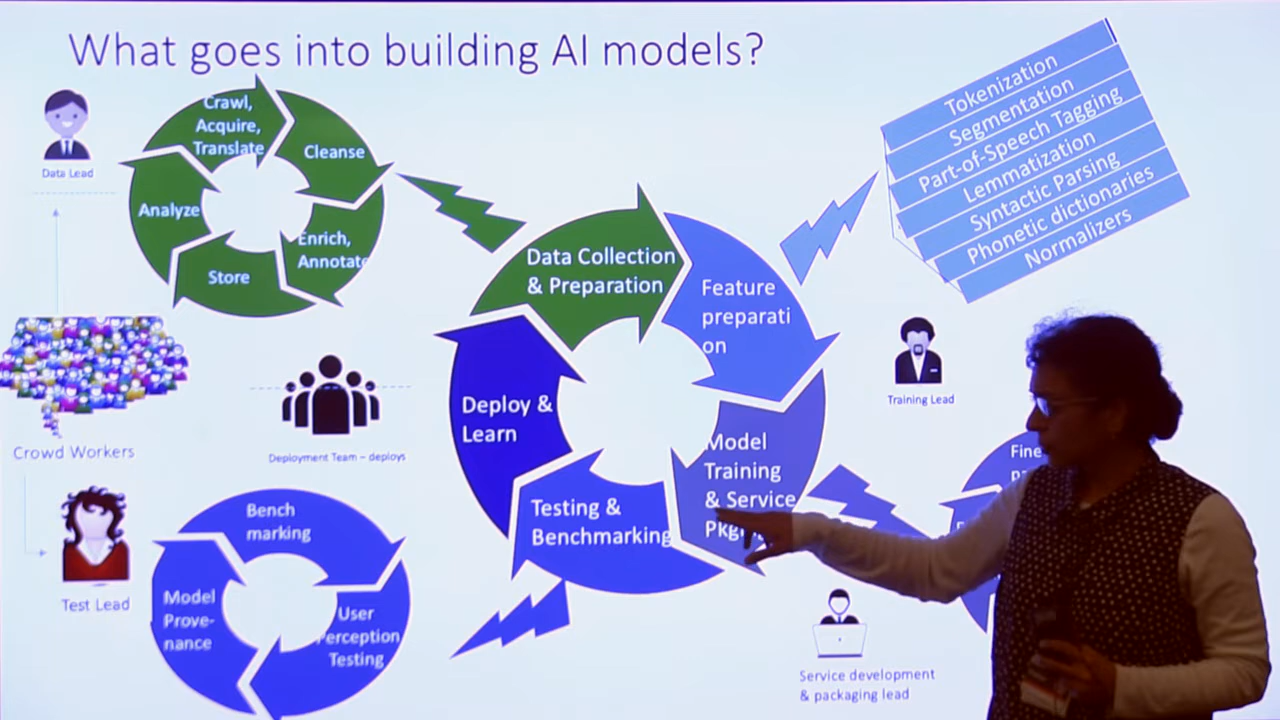 What goes into building AI models?
Data Lead
Crawl,
Acquire,
Translate
Cleanse
Enrich,
Annotate
Store
Analyze
Crowd Workers
Deployment Team – deploys
Test Lead
Bench
marking
User
Perception
Testing
Model
Prove-
nance
Data Collection
& Preparation
Feature
preparati
on
Model
Training
& Service
Testing &
Benchmarking
Deploy &
Learn
Tokenization
Segmentation
Part-of-Speech Tagging
Lemmatization
Syntactic Parsing
Phonetic dictionaries
Normalizers
Training Lead
Fine
Service development
& packaging lead